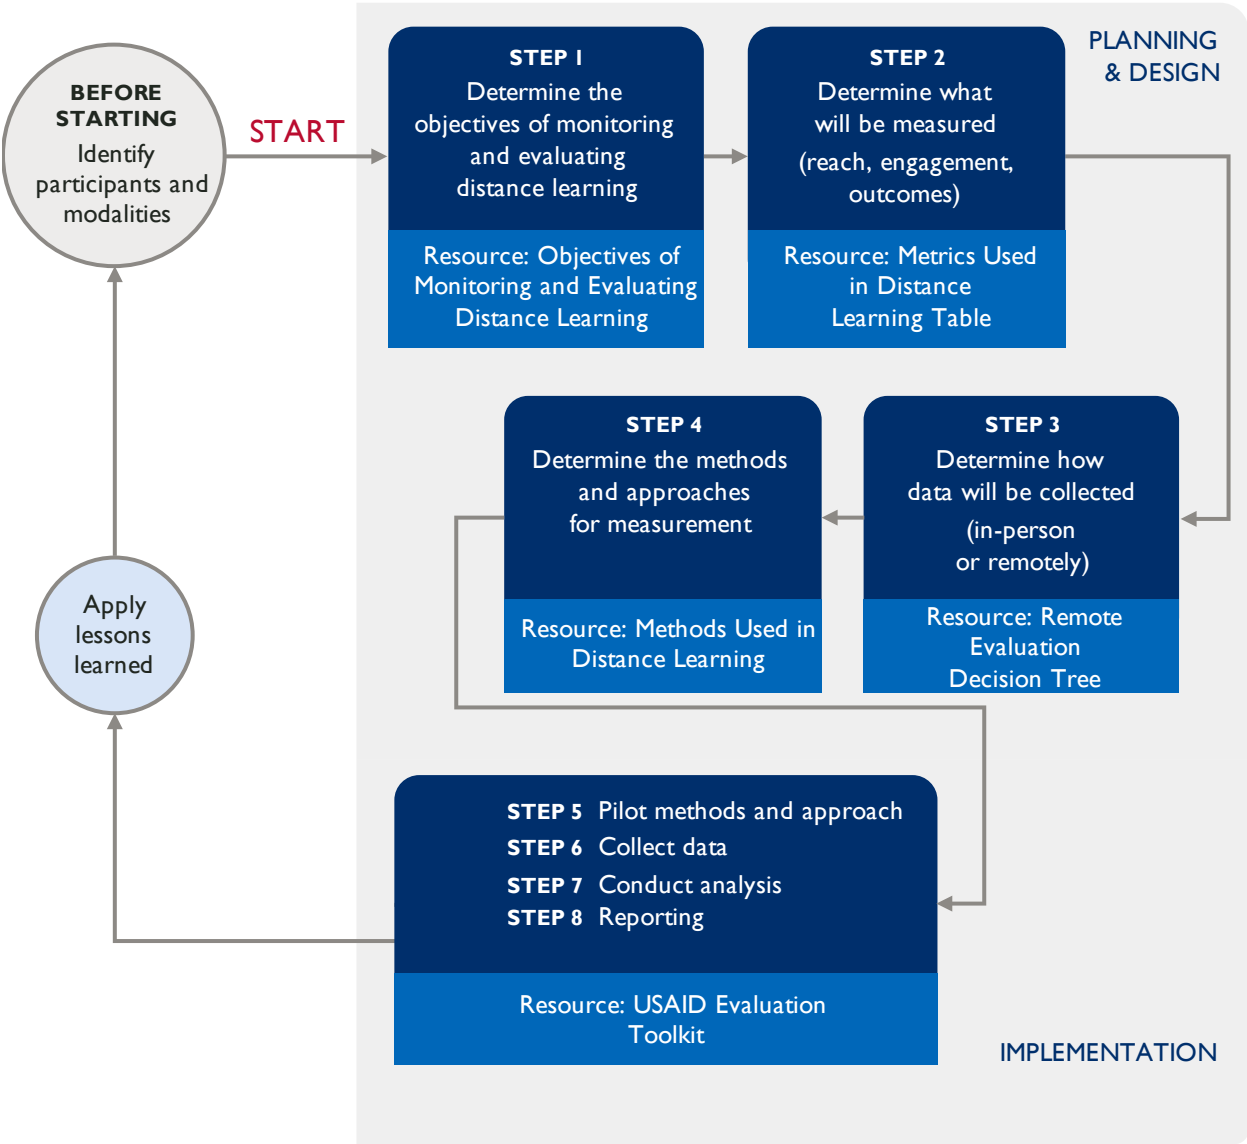 BEFORE
STARTING
Identify
participants and
modalities
START
STEP 1
Determine the
objectives of monitoring
and evaluating
distance learning
Resource: Objectives of
Monitoring and Evaluating
Distance Learning
STEP 2
Determine what
will be measured
(reach, engagement,
outcomes)
Resource: Metrics Used
in Distance
Learning Table
PLANNING
& DESIGN
STEP 3
Determine how
data will be collected
(in-person
or remotely)
Resource: Remote
Evaluation
Decision Tree
STEP 4
Determine the methods
and approaches
for measurement
Resource: Methods Used in
Distance Learning
STEP 5 Pilot methods and approach
STEP 6 Collect data
STEP 7 Conduct analysis
STEP 8 Reporting
Resource: USAID Evaluation
Toolkit
IMPLEMENTATION
Apply
lessons
learned